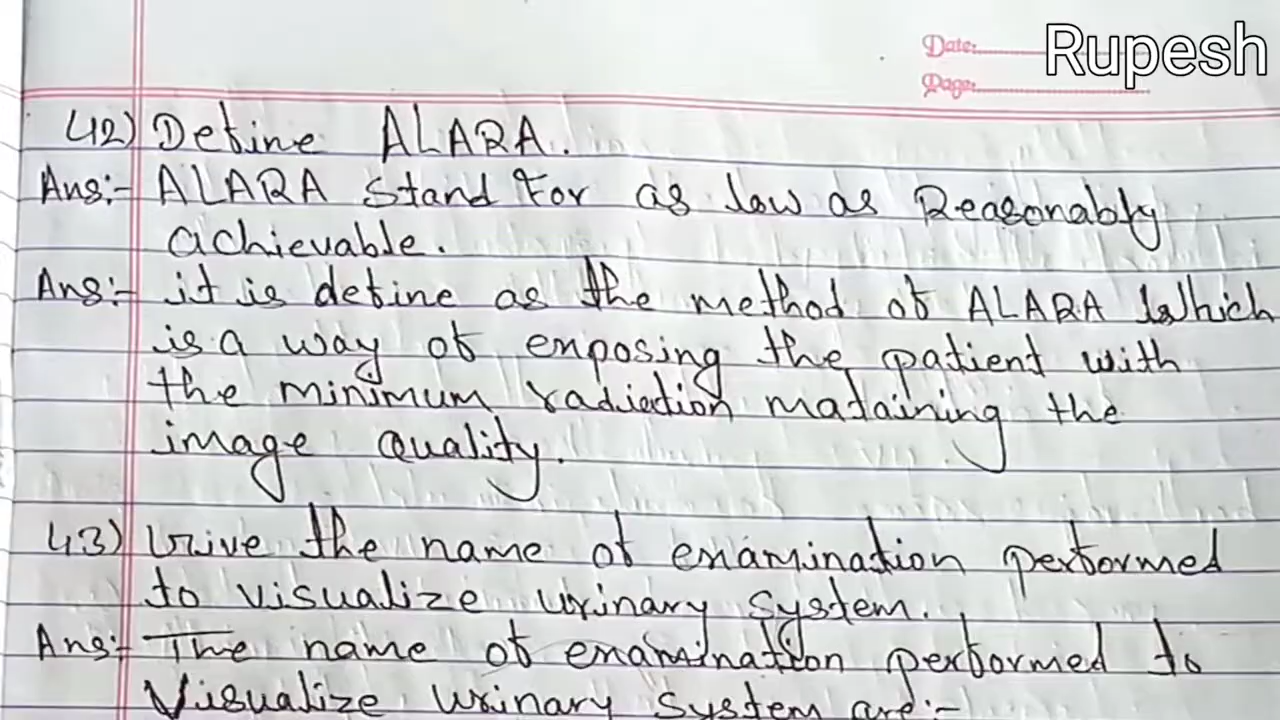 Date:
Rupesh
Page:
42) Define ALARA.
Ans:- ALARA stand for as low as Reasonably
achievable.
Ans:- it is define as the method of ALARA which
is a way of exposing the patient with
the minimum radiation mataining the
image quality.
43) Give the name of examination performed
to visualize urinary system.
Ans:- The name of examination performed to
Visualize urinary system are:-